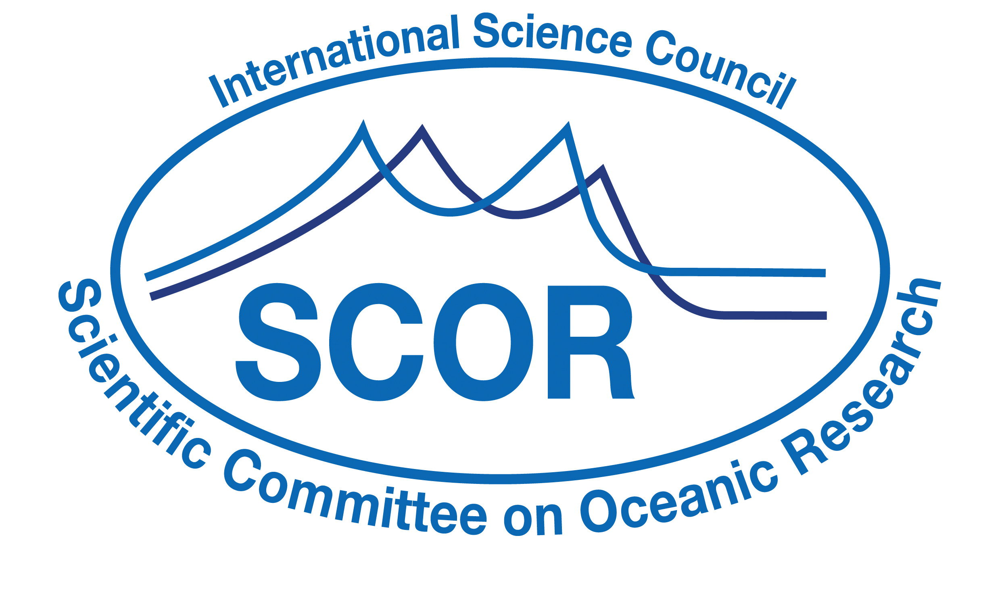 International Science Council
SCOR
Scientific Committee on Oceanic Research